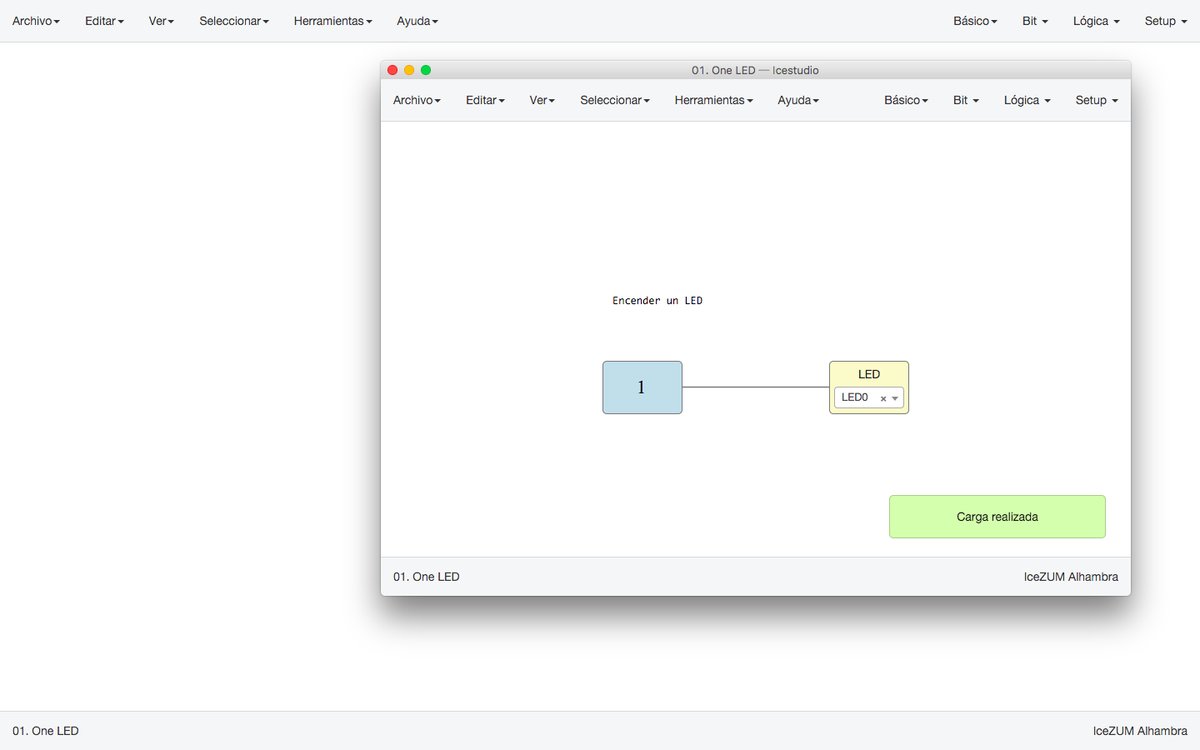 Archivo Editar Ver Seleccionar Herramientas Ayuda Básico Bit Lógica Setup
01. One LED — Icestudio
Archivo Editar Ver Seleccionar Herramientas Ayuda Básico Bit Lógica Setup
Encender un LED
1
LED
LED0 ×
Carga realizada
01. One LED IceZUM Alhambra
01. One LED IceZUM Alhambra